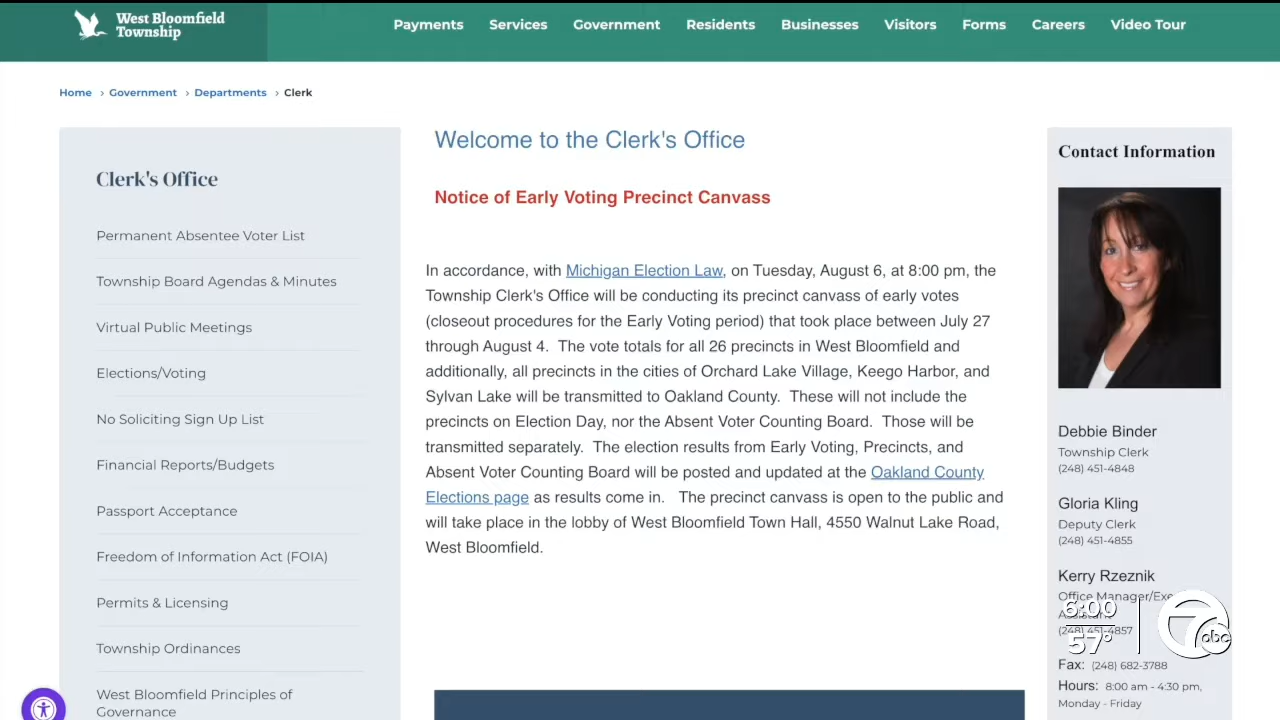 West Bloomfield
Township
Payments Services Government Residents Businesses Visitors Forms Careers Video Tour
Home › Government › Departments › Clerk
Clerk's Office
Permanent Absentee Voter List
Township Board Agendas & Minutes
Virtual Public Meetings
Elections/Voting
No Soliciting Sign Up List
Financial Reports/Budgets
Passport Acceptance
Freedom of Information Act (FOIA)
Permits & Licensing
Township Ordinances
West Bloomfield Principles of
Governance
Welcome to the Clerk's Office
Notice of Early Voting Precinct Canvass
In accordance, with Michigan Election Law, on Tuesday, August 6, at 8:00 pm, the
Township Clerk's Office will be conducting its precinct canvass of early votes
(closeout procedures for the Early Voting period) that took place between July 27
through August 4.  The vote totals for all 26 precincts in West Bloomfield and
additionally, all precincts in the cities of Orchard Lake Village, Keego Harbor, and
Sylvan Lake will be transmitted to Oakland County.  These will not include the
precincts on Election Day, nor the Absent Voter Counting Board.  Those will be
transmitted separately.  The election results from Early Voting, Precincts, and
Absent Voter Counting Board will be posted and updated at the Oakland County
Elections page as results come in.   The precinct canvass is open to the public and
will take place in the lobby of West Bloomfield Town Hall, 4550 Walnut Lake Road,
West Bloomfield.
Contact Information
Debbie Binder
Township Clerk
(248) 451-4848
Gloria Kling
Deputy Clerk
(248) 451-4855
Kerry Rzeznik
Office
(248) 451-4857
Fax: (248) 682-3788
Hours: 8:00 am - 4:30 pm,
Monday - Friday
6:00
57°
7 abc